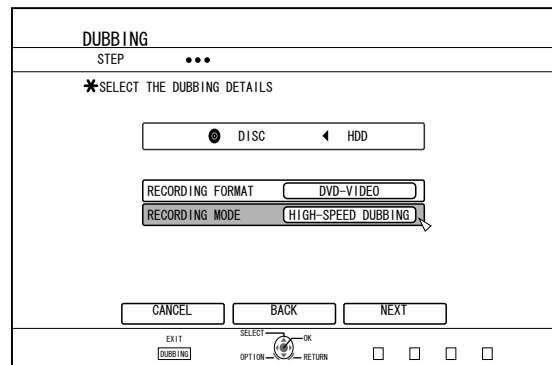 DUBBING
STEP
*SELECT THE DUBBING DETAILS
DISC HDD
RECORDING FORMAT DVD-VIDEO
RECORDING MODE HIGH-SPEED DUBBING
CANCEL BACK NEXT
EXIT SELECT OK
DUBBING OPTION RETURN